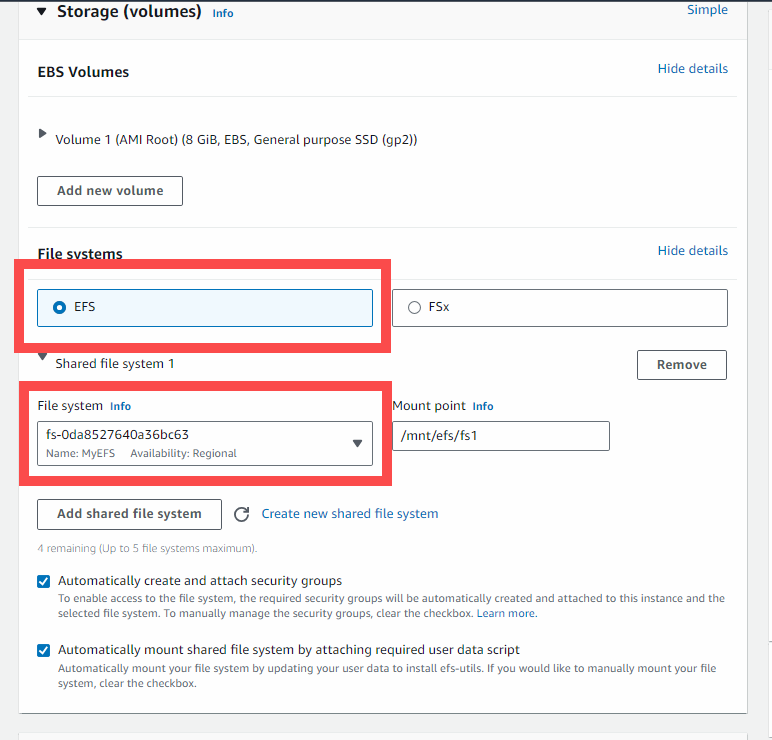 Storage (volumes) Info Simple
EBS Volumes Hide details
Volume 1 (AMI Root) (8 GiB, EBS, General purpose SSD (gp2))
Add new volume
File systems Hide details
EFS FSx
Shared file system 1 Remove
File system Info Mount point Info
fs-0da8527640a36bc63 /mnt/efs/fs1
Name: MyEFS Availability: Regional
Add shared file system Create new shared file system
4 remaining (Up to 5 file systems maximum).
Automatically create and attach security groups
To enable access to the file system, the required security groups will be automatically created and attached to this instance and the
selected file system. To manually manage the security groups, clear the checkbox. Learn more.
Automatically mount shared file system by attaching required user data script
Automatically mount your file system by updating your user data to install efs-utils. If you would like to manually mount your file
system, clear the checkbox.